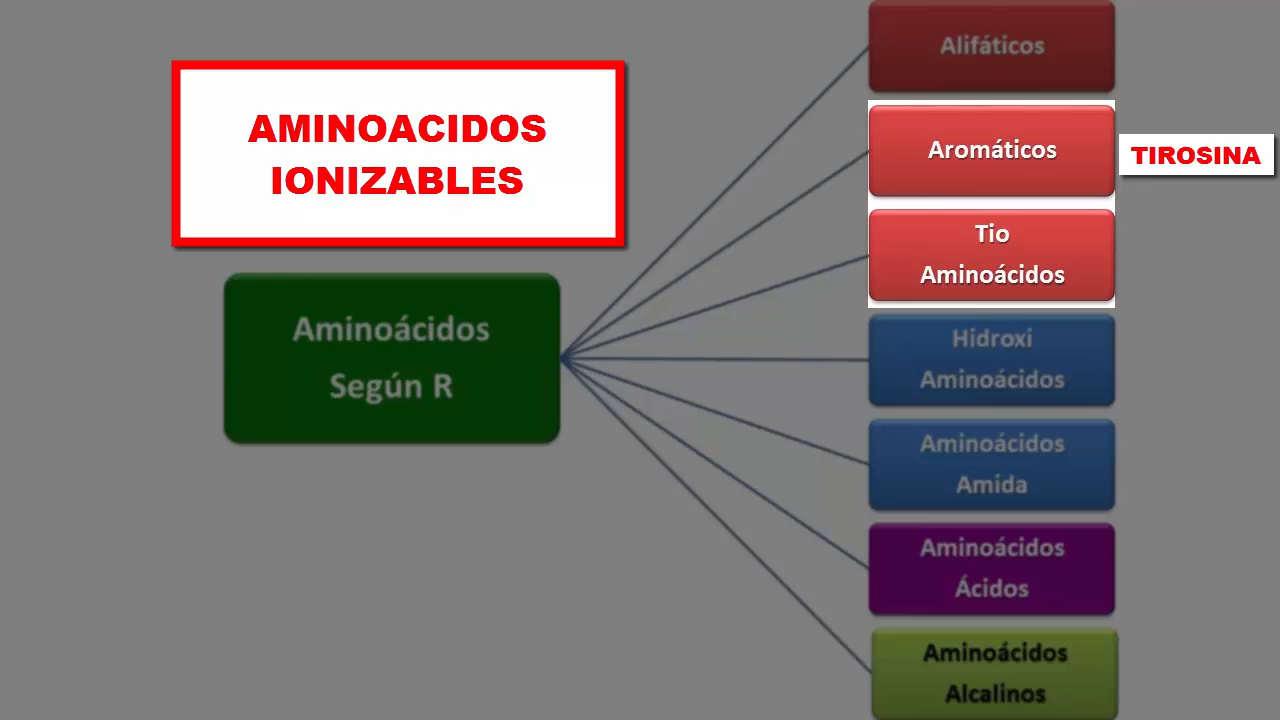 AMINOACIDOS
IONIZABLES
Aminoácidos
Según R
Alifáticos
Aromáticos
TIROSINA
Tio
Aminoácidos
Hidroxi
Aminoácidos
Aminoácidos
Amida
Aminoácidos
Ácidos
Aminoácidos
Alcalinos